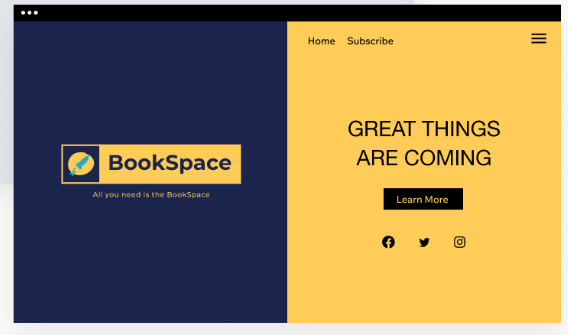 Home Subscribe
BookSpace
All you need is the BookSpace
GREAT THINGS
ARE COMING
Learn More